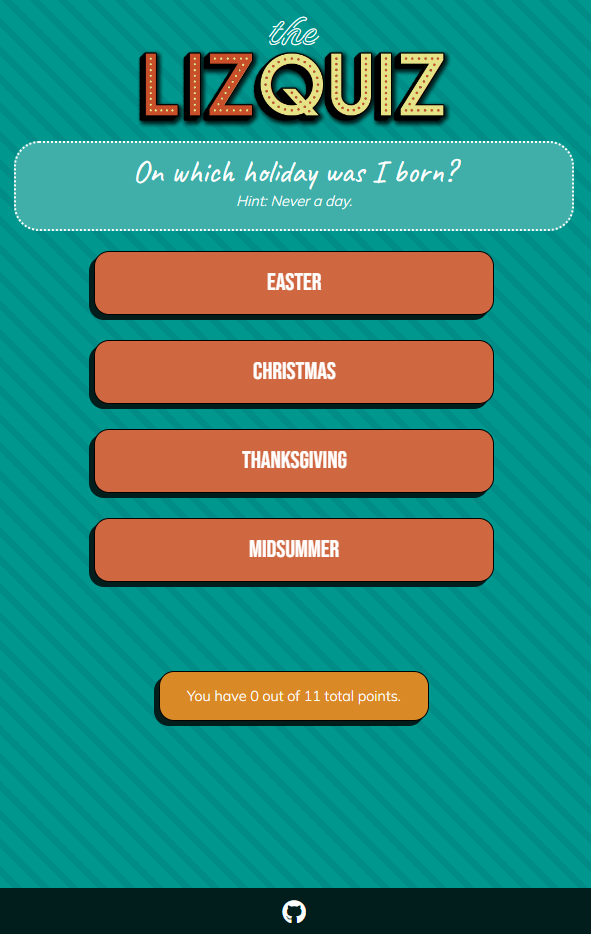 the
LIZQUIZ
On which holiday was I born?
Hint: Never a day.
EASTER
CHRISTMAS
THANKSGIVING
MIDSUMMER
You have 0 out of 11 total points.